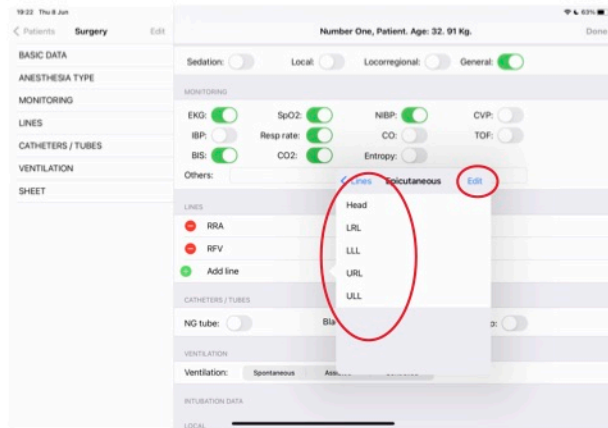 19:22 Thu 8 Jun
63%
Patients
Surgery
Edit
Number One, Patient. Age: 32. 91 Kg.
Done
BASIC DATA
ANESTHESIA TYPE
MONITORING
LINES
CATHETERS / TUBES
VENTILATION
SHEET
Sedation:
Local:
Locorregional:
General:
MONITORING
EKG:
SpO2:
NIBP:
CVP:
IBP:
Resp rate:
CO:
TOF:
BIS:
CO2:
Entropy:
Others:
Lines
Epicutaneous
Edit
Head
LRL
LLL
URL
ULL
LINES
RRA
RFV
Add line
CATHETERS / TUBES
NG tube:
Bla
VENTILATION
Ventilation:
Spontaneous
INTUBATION DATA
LOCAL